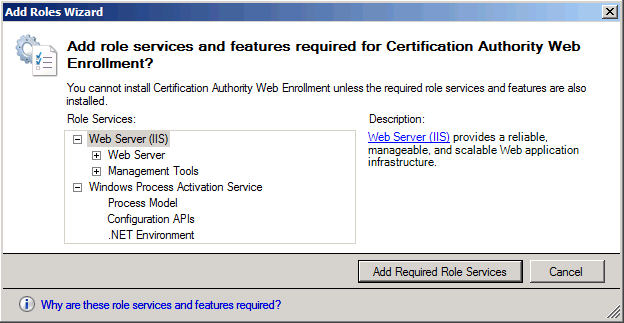 Add Roles Wizard
Add role services and features required for Certification Authority Web
Enrollment?
You cannot install Certification Authority Web Enrollment unless the required role services and features are also
installed.
Role Services:
Web Server (IIS)
Web Server
Management Tools
Windows Process Activation Service
Process Model
Configuration APIs
.NET Environment
Description:
Web Server (IIS) provides a reliable,
manageable, and scalable Web application
infrastructure.
Add Required Role Services
Cancel
Why are these role services and features required?